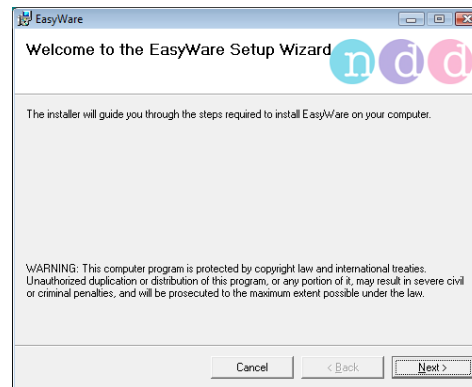 EasyWare
Welcome to the EasyWare Setup Wizard
ndd
The installer will guide you through the steps required to install EasyWare on your computer.
WARNING: This computer program is protected by copyright law and international treaties.
Unauthorized duplication or distribution of this program, or any portion of it, may result in severe civil
or criminal penalties, and will be prosecuted to the maximum extent possible under the law.
Cancel < Back Next >